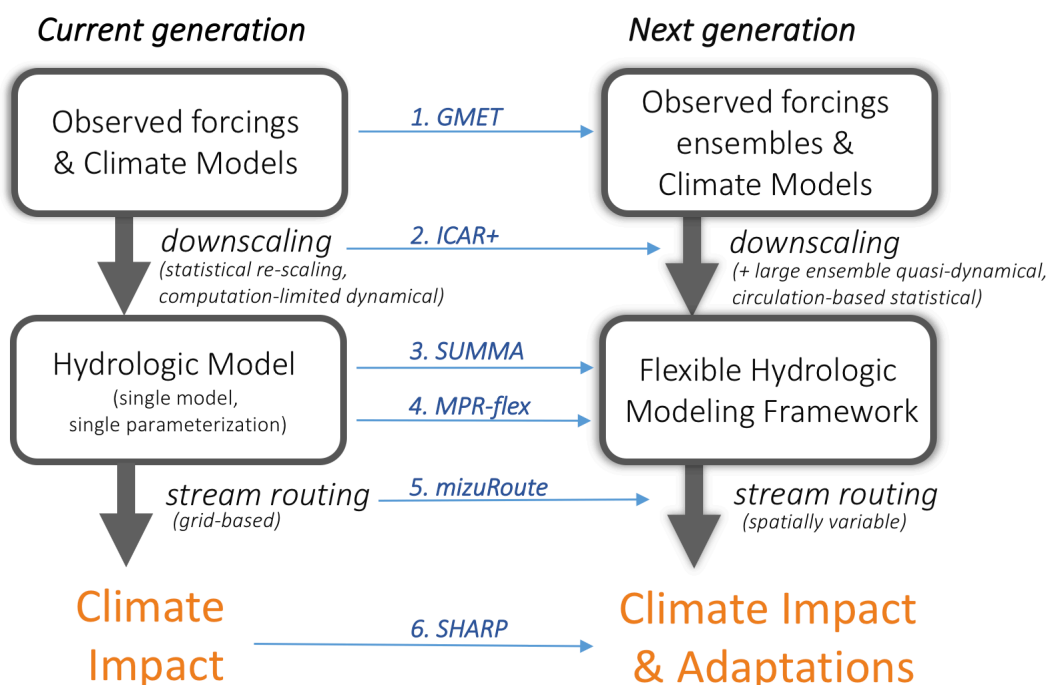 Current generation
Next generation
Observed forcings
& Climate Models
1. GMET
Observed forcings
ensembles &
Climate Models
downscaling
(statistical re-scaling,
computation-limited dynamical)
2. ICAR+
downscaling
(+ large ensemble quasi-dynamical,
circulation-based statistical)
Hydrologic Model
(single model,
single parameterization)
3. SUMMA
4. MPR-flex
Flexible Hydrologic
Modeling Framework
stream routing
(grid-based)
5. mizuRoute
stream routing
(spatially variable)
Climate
Impact
6. SHARP
Climate Impact
& Adaptations